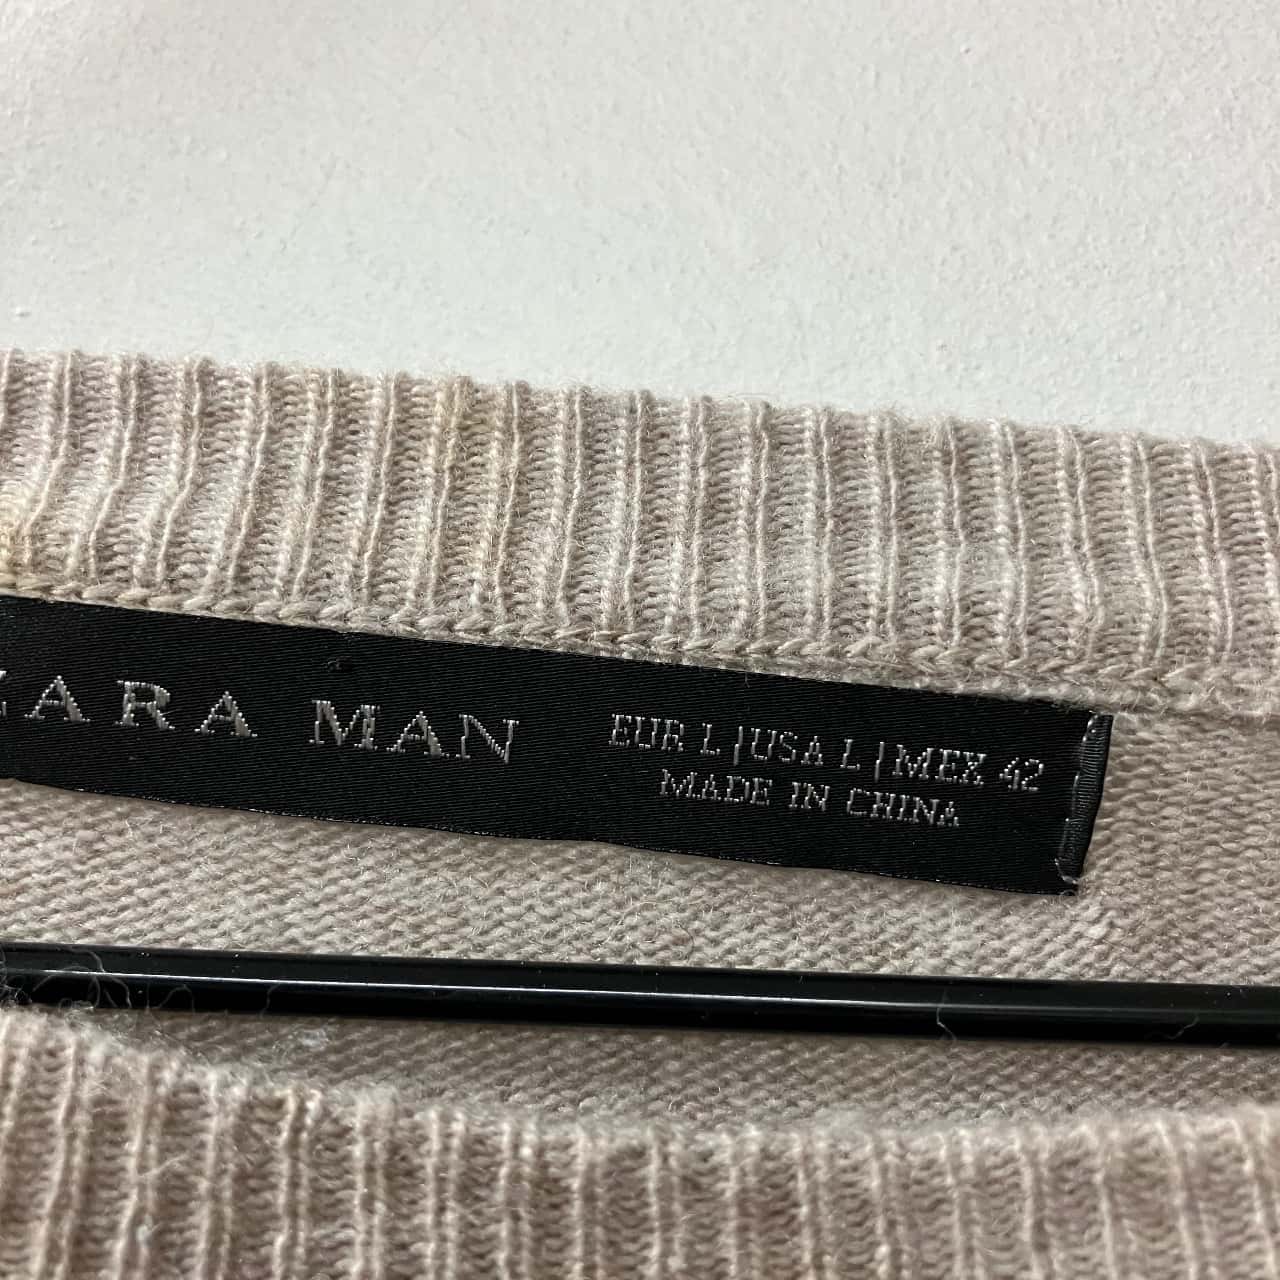 ZARA MAN
EUR L | USA L | MEX 42
MADE IN CHINA